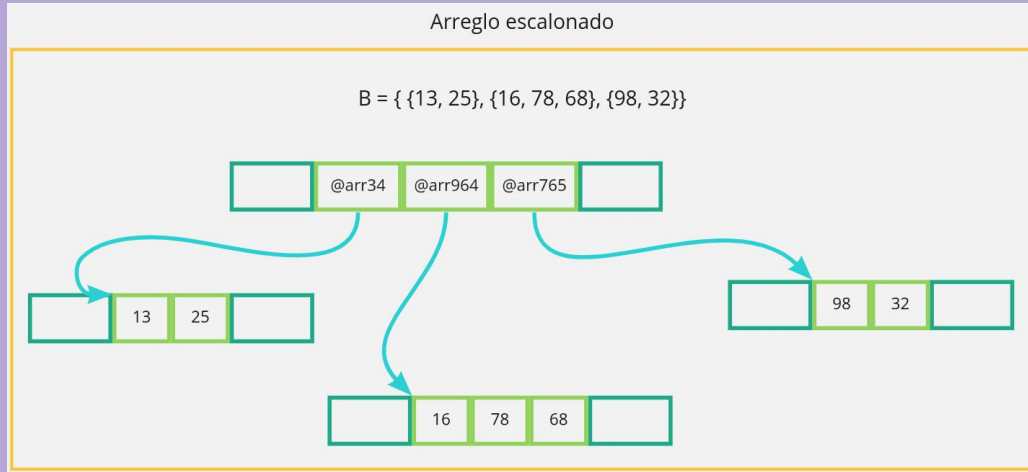 Arreglo escalonado
B = { {13, 25}, {16, 78, 68}, {98, 32}}
@arr34 @arr964 @arr765
13 25
98 32
16 78 68